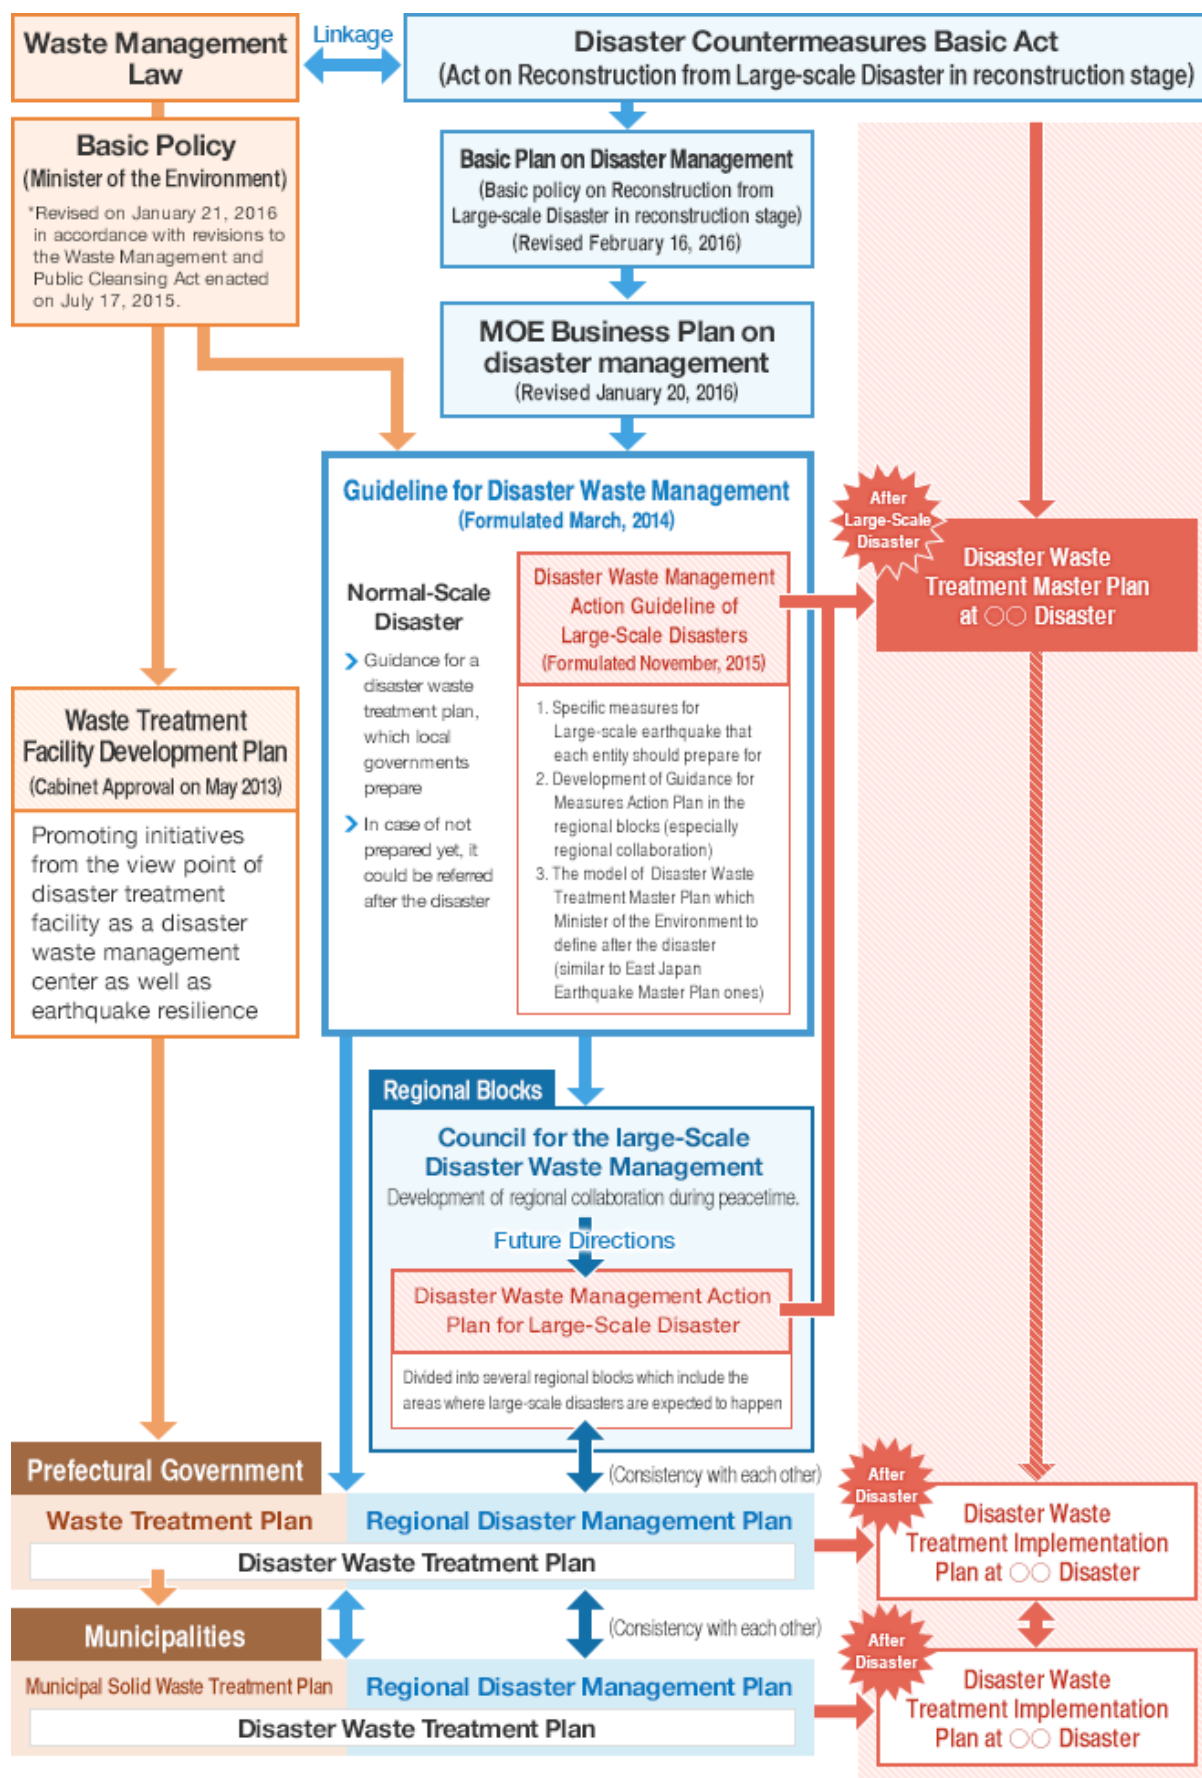 Waste Management
Law
Linkage
Disaster Countermeasures Basic Act
(Act on Reconstruction from Large-scale Disaster in reconstruction stage)
Basic Policy
(Minister of the Environment)
*Revised on January 21, 2016
in accordance with revisions to
the Waste Management and
Public Cleansing Act enacted
on July 17, 2015.
Basic Plan on Disaster Management
(Basic policy on Reconstruction from
Large-scale Disaster in reconstruction stage)
(Revised February 16, 2016)
MOE Business Plan on
disaster management
(Revised January 20, 2016)
Guideline for Disaster Waste Management
(Formulated March, 2014)
Normal-Scale
Disaster
Guidance for a
disaster waste
treatment plan,
which local
governments
prepare
In case of not
prepared yet, it
could be referred
after the disaster
Disaster Waste Management
Action Guideline of
Large-Scale Disasters
(Formulated November, 2015)
1. Specific measures for
Large-scale earthquake that
each entity should prepare for
2. Development of Guidance for
Measures Action Plan in the
regional blocks (especially
regional collaboration)
3. The model of Disaster Waste
Treatment Master Plan which
Minister of the Environment to
define after the disaster
(similar to East Japan
Earthquake Master Plan ones)
After
Large-Scale
Disaster
Disaster Waste
Treatment Master Plan
at ○○ Disaster
Waste Treatment
Facility Development Plan
(Cabinet Approval on May 2013)
Promoting initiatives
from the view point of
disaster treatment
facility as a disaster
waste management
center as well as
earthquake resilience
Regional Blocks
Council for the large-Scale
Disaster Waste Management
Development of regional collaboration during peacetime.
Future Directions
Disaster Waste Management Action
Plan for Large-Scale Disaster
Divided into several regional blocks which include the
areas where large-scale disasters are expected to happen
Prefectural Government
(Consistency with each other)
Waste Treatment Plan
Regional Disaster Management Plan
Disaster Waste Treatment Plan
After
Disaster
Disaster Waste
Treatment Implementation
Plan at ○○ Disaster
Municipalities
(Consistency with each other)
Municipal Solid Waste Treatment Plan
Regional Disaster Management Plan
Disaster Waste Treatment Plan
After
Disaster
Disaster Waste
Treatment Implementation
Plan at ○○ Disaster